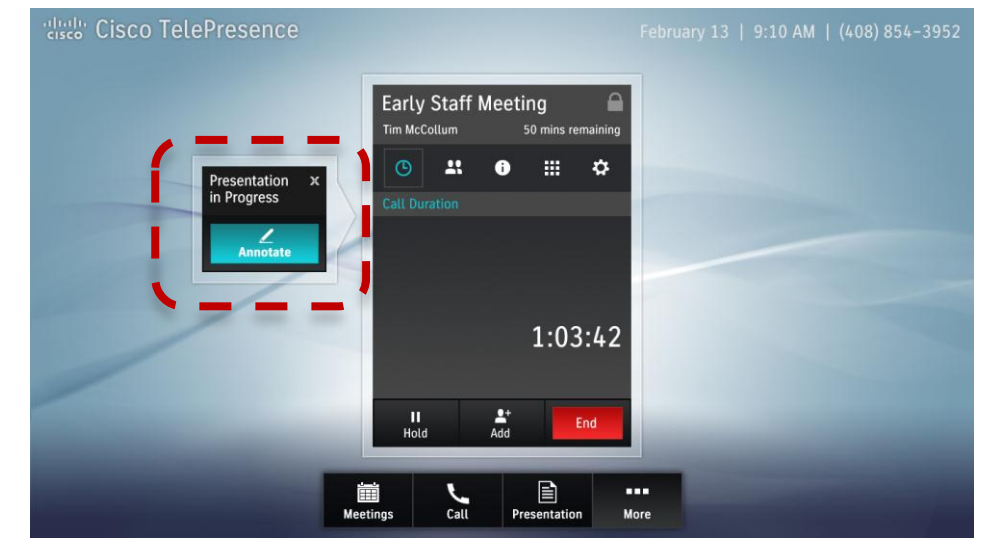 cisco Cisco TelePresence
February 13 | 9:10 AM | (408) 854-3952
Early Staff Meeting
Tim McCollum 50 mins remaining
Call Duration
Presentation x
in Progress
Annotate
1:03:42
Hold Add End
Meetings Call Presentation More